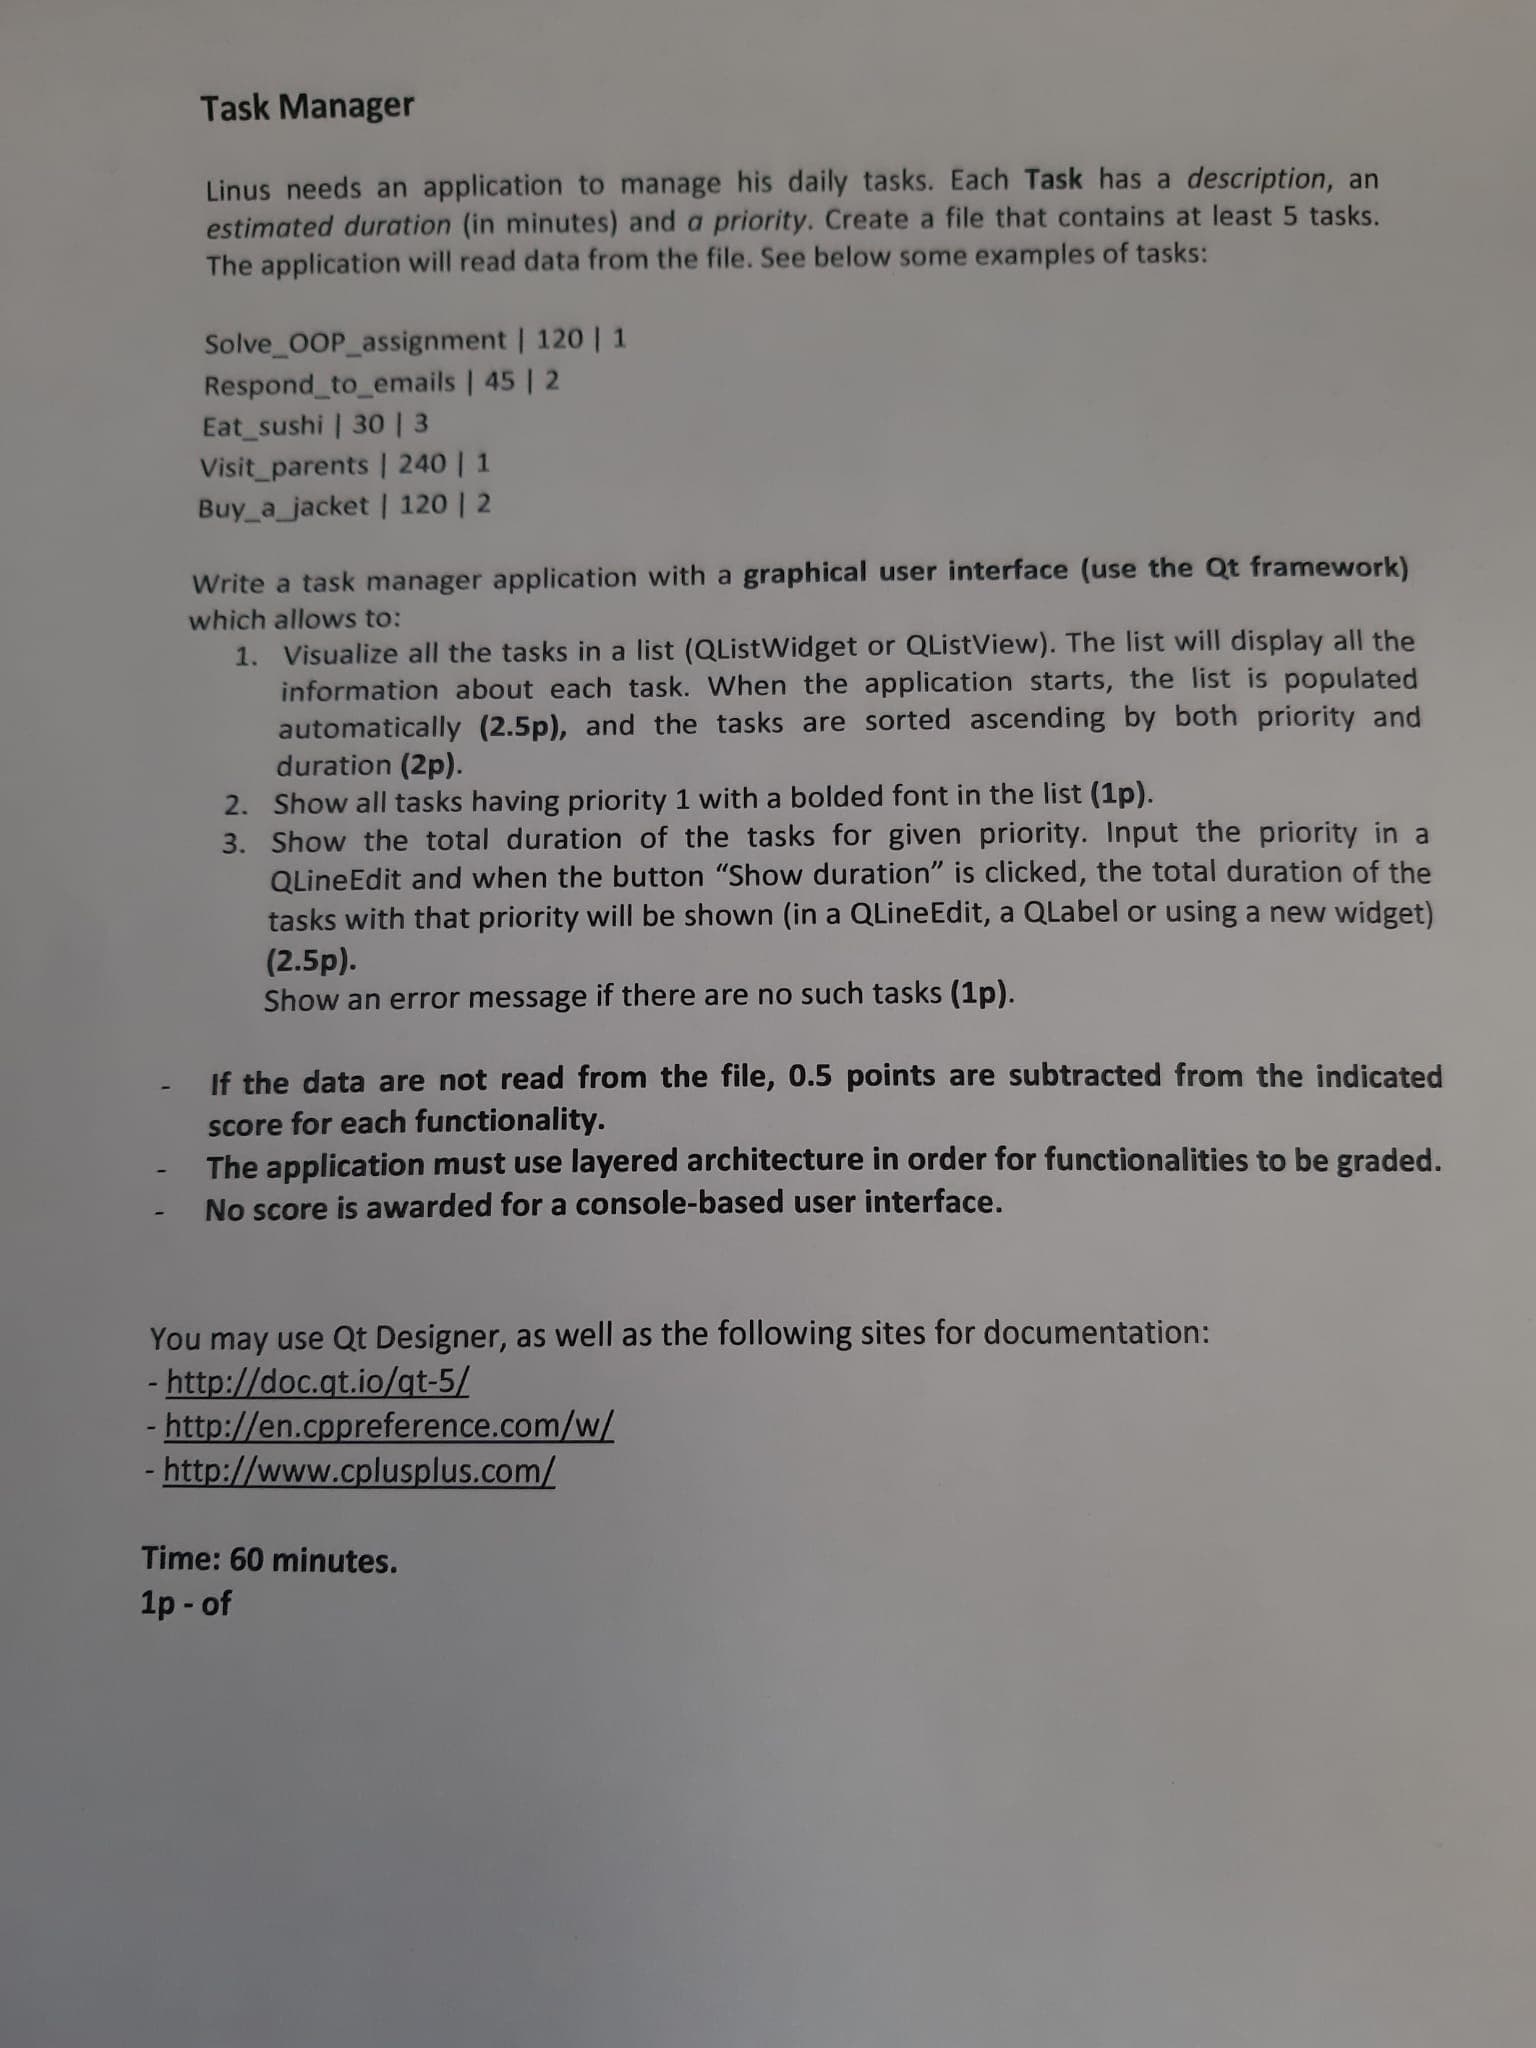 Task Manager
Linus needs an application to manage his daily tasks. Each Task has a description, an
estimated duration (in minutes) and a priority. Create a file that contains at least 5 tasks.
The application will read data from the file. See below some examples of tasks:
Solve_OOP_assignment | 120 | 1
Respond_to_emails | 45 | 2
Eat_sushi | 30 | 3
Visit_parents | 240 | 1
Buy_a_jacket | 120 | 2
Write a task manager application with a graphical user interface (use the Qt framework)
which allows to:
1. Visualize all the tasks in a list (QListWidget or QListView). The list will display all the
information about each task. When the application starts, the list is populated
automatically (2.5p), and the tasks are sorted ascending by both priority and
duration (2p).
2. Show all tasks having priority 1 with a bolded font in the list (1p).
3. Show the total duration of the tasks for given priority. Input the priority in a
QLineEdit and when the button “Show duration” is clicked, the total duration of the
tasks with that priority will be shown (in a QLineEdit, a QLabel or using a new widget)
(2.5p).
Show an error message if there are no such tasks (1p).
- If the data are not read from the file, 0.5 points are subtracted from the indicated
score for each functionality.
- The application must use layered architecture in order for functionalities to be graded.
- No score is awarded for a console-based user interface.
You may use Qt Designer, as well as the following sites for documentation:
- http://doc.qt.io/qt-5/
- http://en.cppreference.com/w/
- http://www.cplusplus.com/
Time: 60 minutes.
1p - of